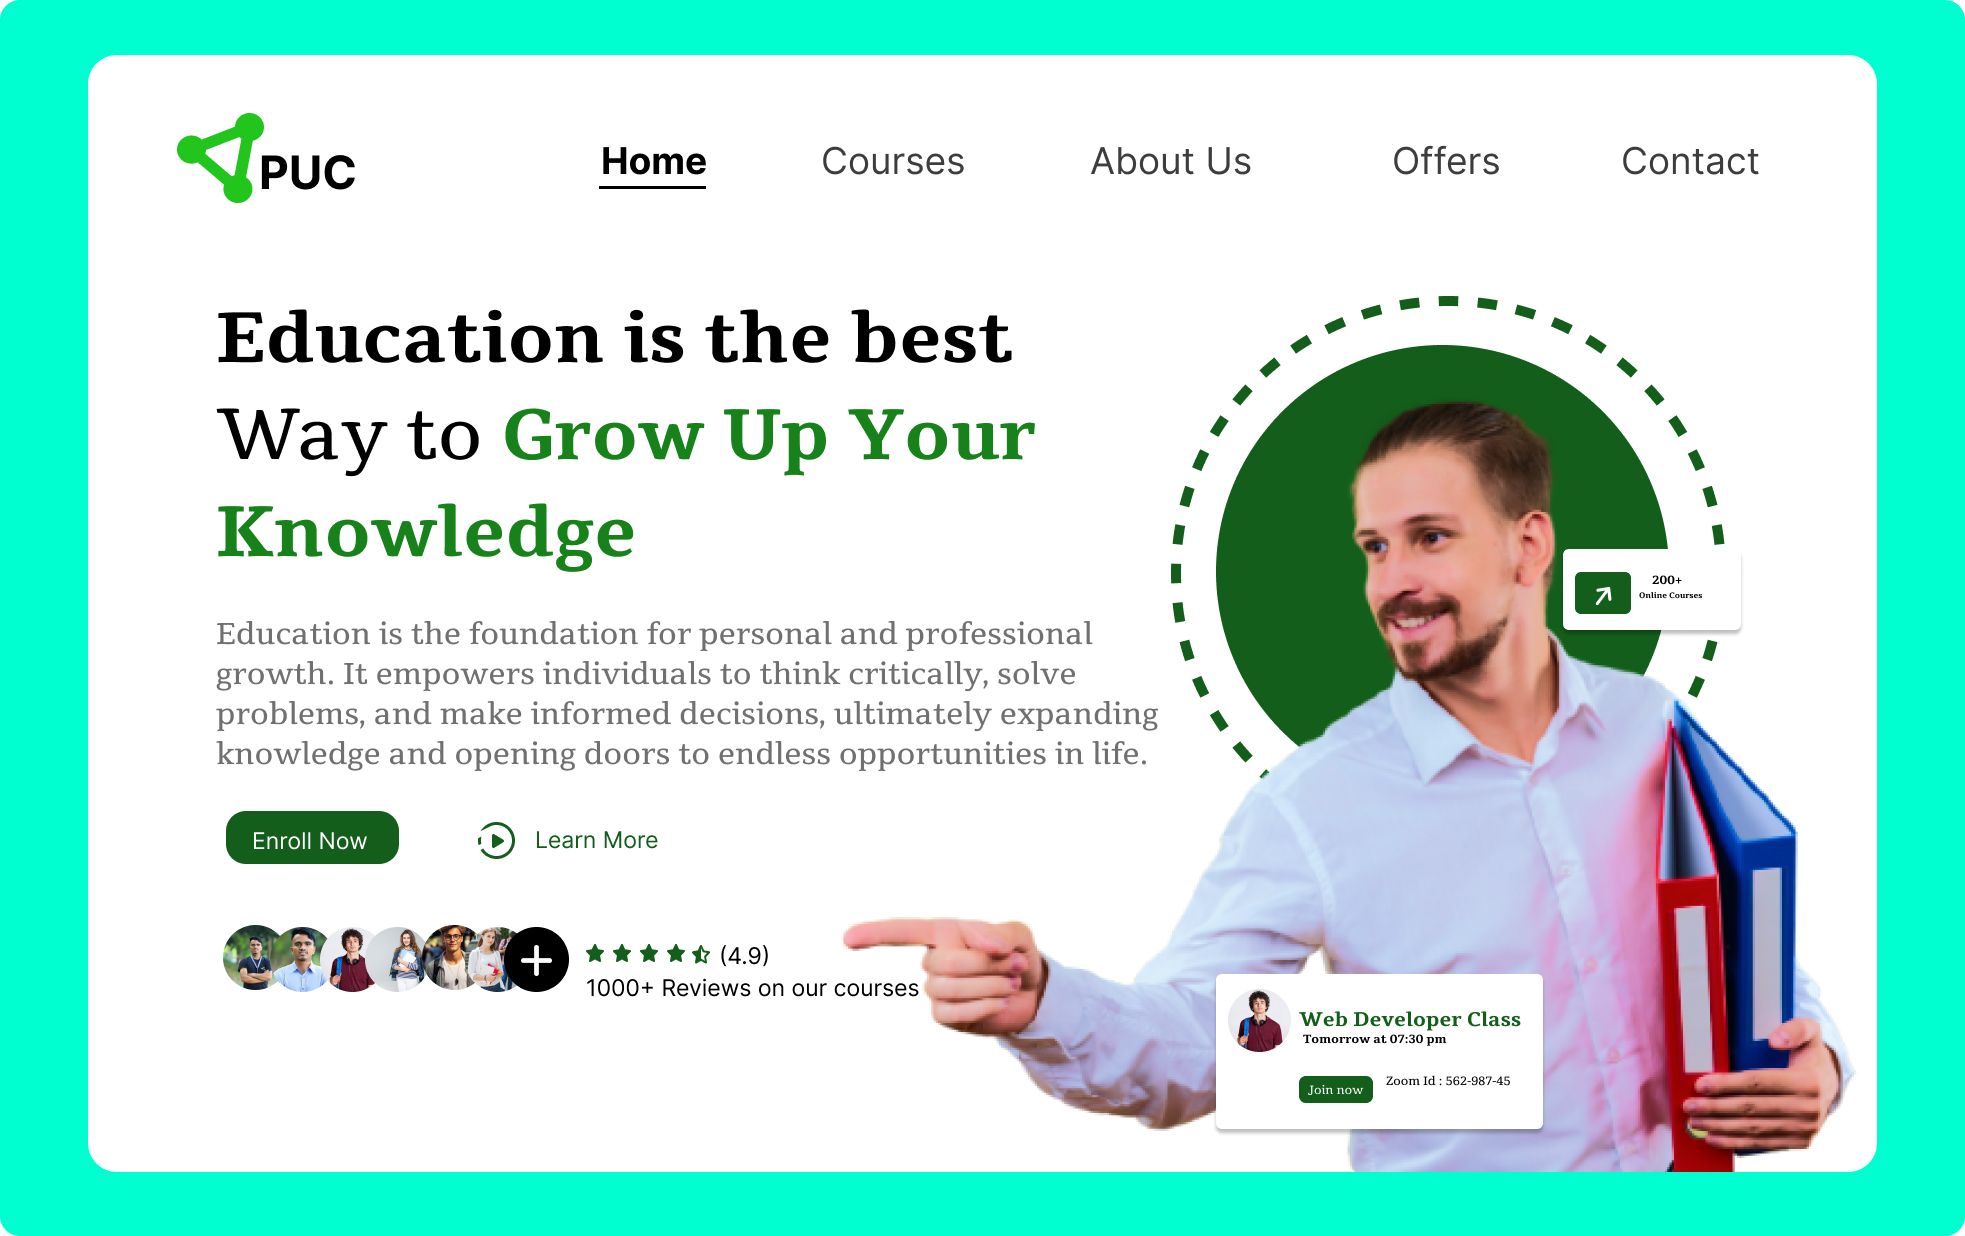 PUC
Home
Courses
About Us
Offers
Contact
Education is the best
Way to Grow Up Your
Knowledge
Education is the foundation for personal and professional
growth. It empowers individuals to think critically, solve
problems, and make informed decisions, ultimately expanding
knowledge and opening doors to endless opportunities in life.
Enroll Now
Learn More
(4.9)
1000+ Reviews on our courses
200+
Online Courses
Web Developer Class
Tomorrow at 07:30 pm
Join now
Zoom Id : 562-987-45